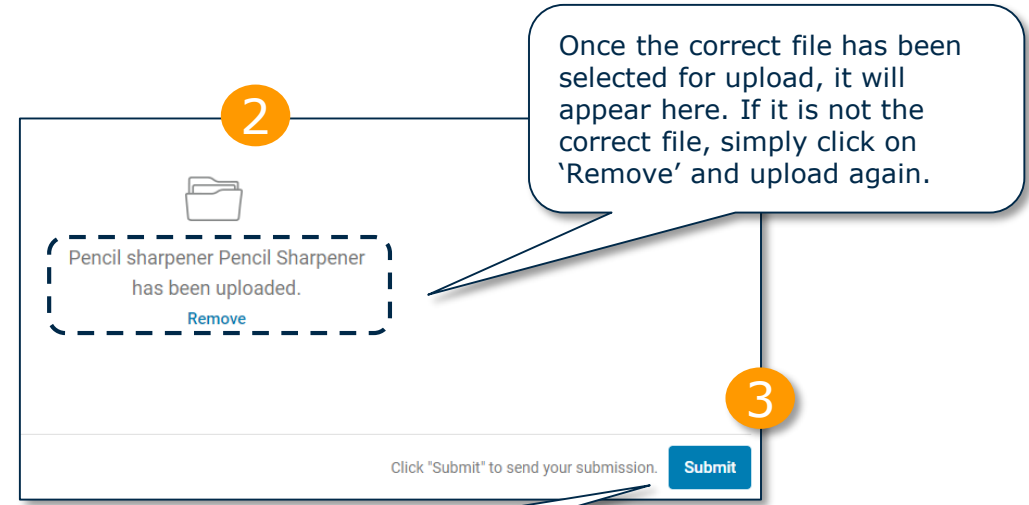 Once the correct file has been
selected for upload, it will
appear here. If it is not the
correct file, simply click on
‘Remove’ and upload again.
2
Pencil sharpener Pencil Sharpener
has been uploaded.
Remove
3
Click "Submit" to send your submission.
Submit